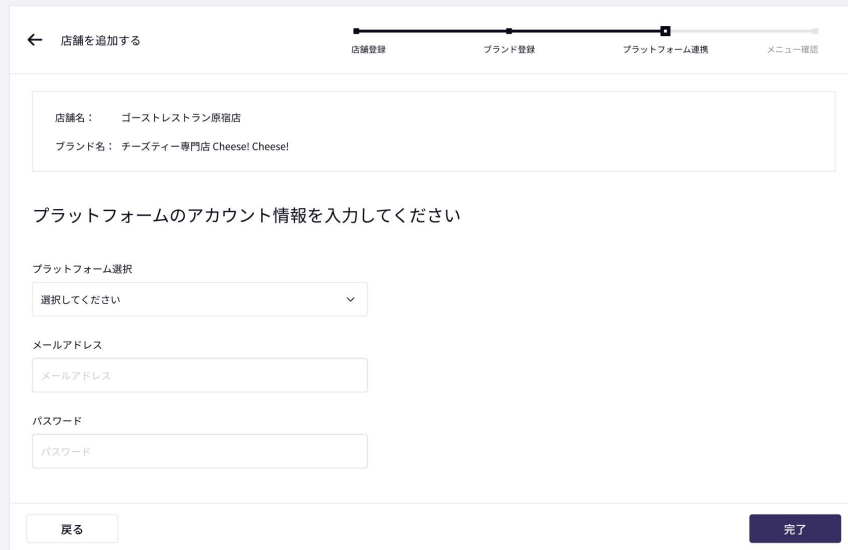 店舗を追加する
店舗登録
ブランド登録
プラットフォーム連携
メニュー確認
店舗名： ゴーストレストラン原宿店
ブランド名： チーズティー専門店 Cheese! Cheese!
プラットフォームのアカウント情報を入力してください
プラットフォーム選択
選択してください
メールアドレス
メールアドレス
パスワード
パスワード
戻る
完了